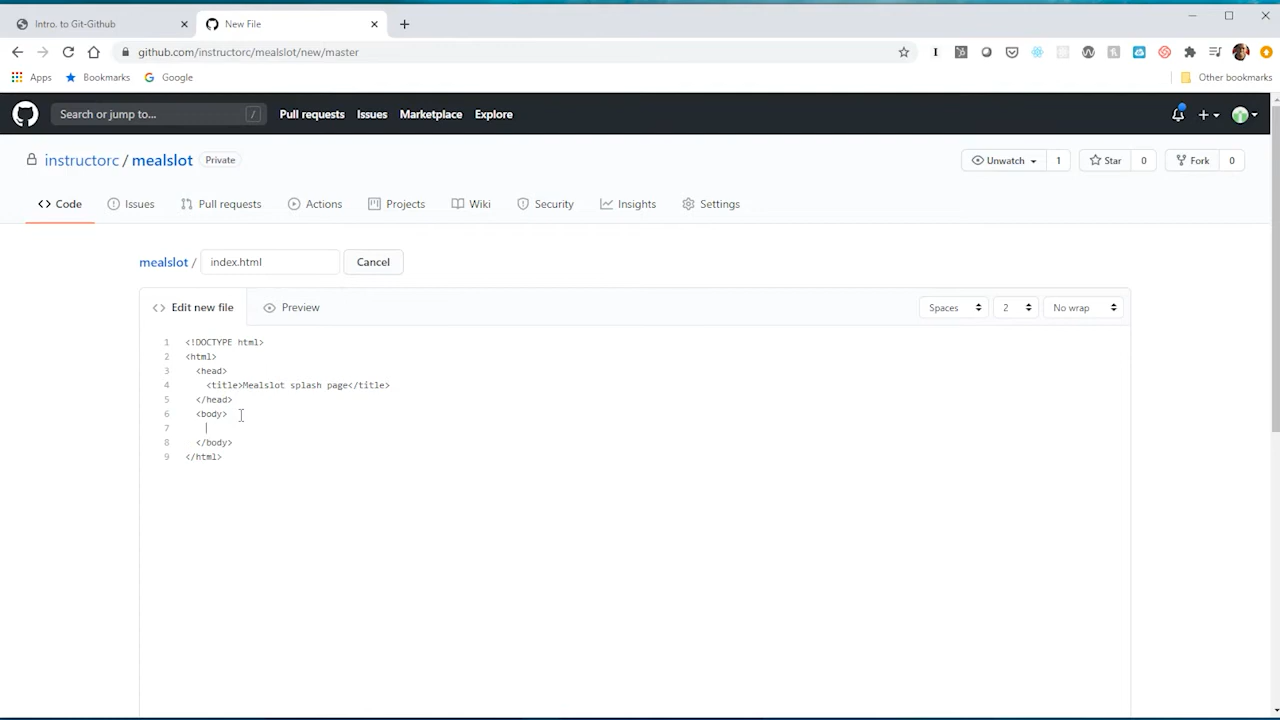 Intro. to Git-Github
New File
github.com/instructorc/mealslot/new/master
Apps Bookmarks Google Other bookmarks
Search or jump to... / Pull requests Issues Marketplace Explore
instructorc / mealslot Private
Unwatch 1 Star 0 Fork 0
Code Issues Pull requests Actions Projects Wiki Security Insights Settings
mealslot / index.html Cancel
Edit new file Preview Spaces 2 No wrap
1 <!DOCTYPE html>
2 <html>
3 <head>
4 <title>Mealslot splash page</title>
5 </head>
6 <body>
7
8 </body>
9 </html>